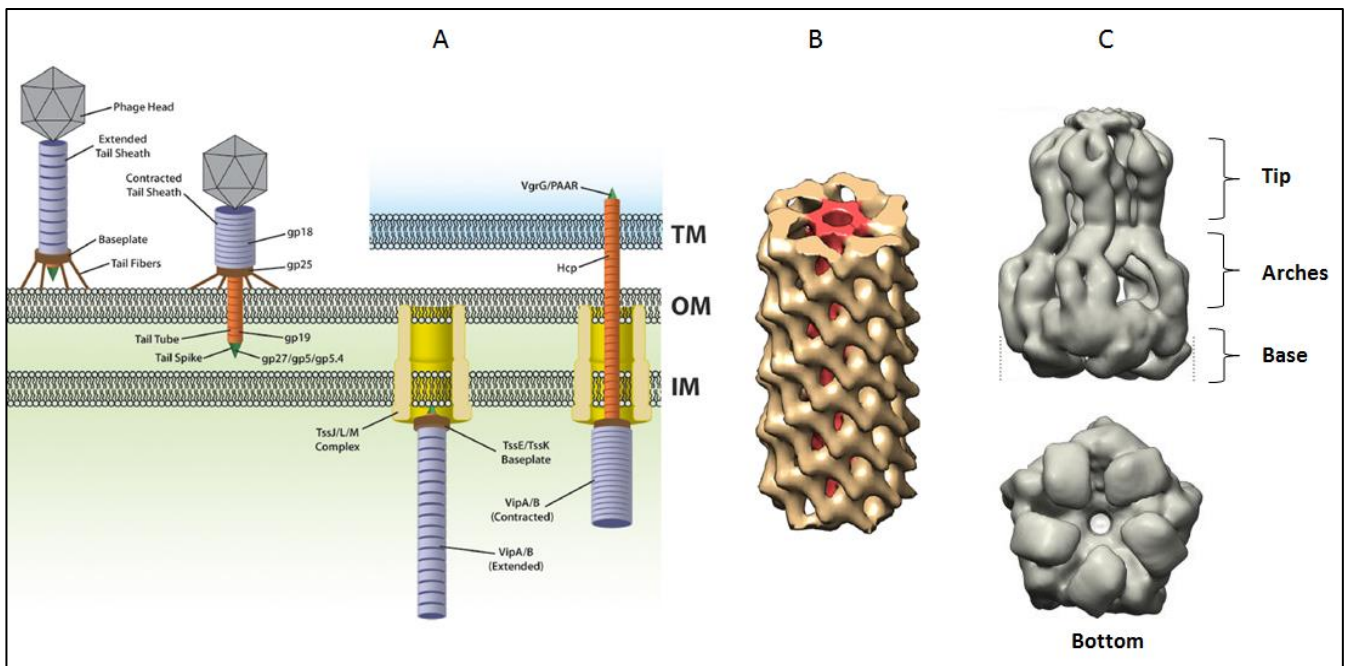 A
B
C
Phage Head
Extended
Tail Sheath
Contracted
Tail Sheath
gp18
Baseplate
gp25
Tail Fibers
Tail Tube
gp19
Tail Spike
gp27/gp5/gp5.4
VgrG/PAAR
TM
Hcp
OM
IM
TssJ/L/M
Complex
TssE/TssK
Baseplate
VipA/B
(Contracted)
VipA/B
(Extended)
Tip
Arches
Base
Bottom